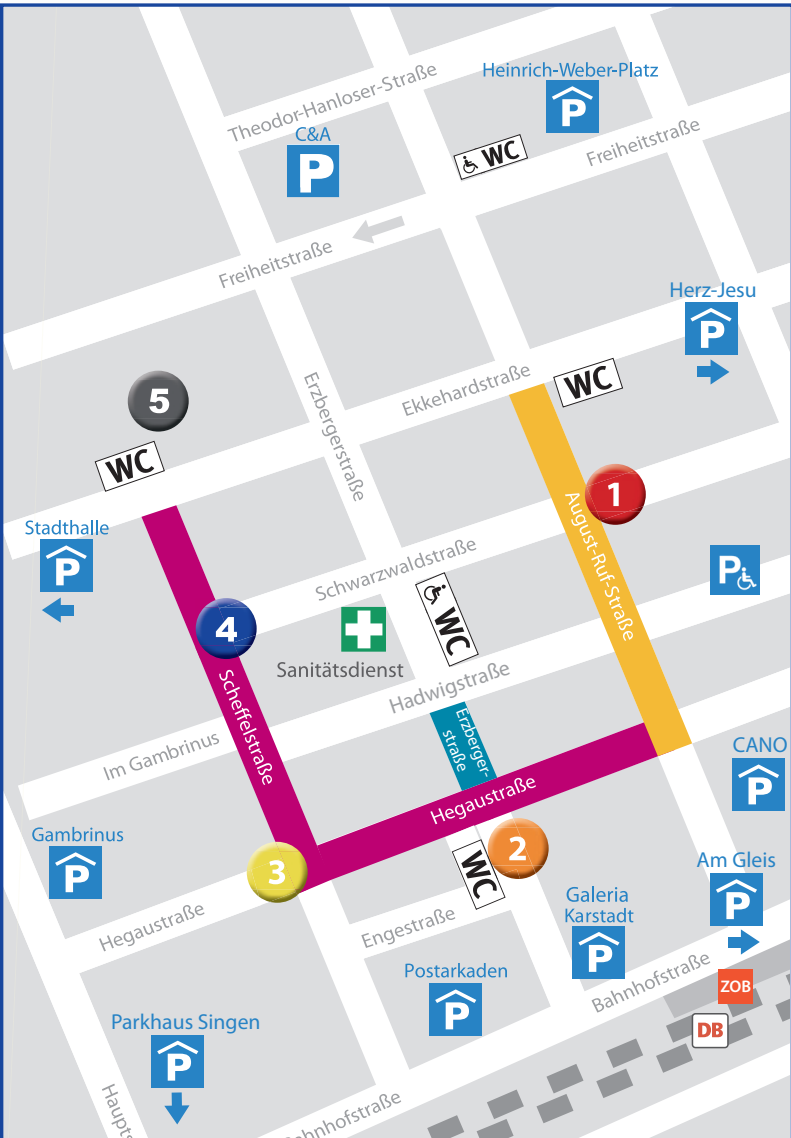 Heinrich-Weber-Platz
P
Theodor-Hanloser-Straße
C&A
P
WC
Freiheitstraße
Freiheitstraße
Herz-Jesu
P
Ekkehardstraße
WC
5
WC
Erzbergerstraße
1
August-Ruf-Straße
Stadthalle
P
Schwarzwaldstraße
P
4
WC
Sanitätsdienst
Hadwigstraße
Scheffelstraße
Im Gambrinus
Erzberger-
straße
CANO
P
Hegaustraße
Gambrinus
P
2
3
WC
Am Gleis
P
Hegaustraße
Engestraße
Galeria
Karstadt
P
Postarkaden
P
Bahnhofstraße
ZOB
DB
Parkhaus Singen
P
Haupts
ahnhofstraße